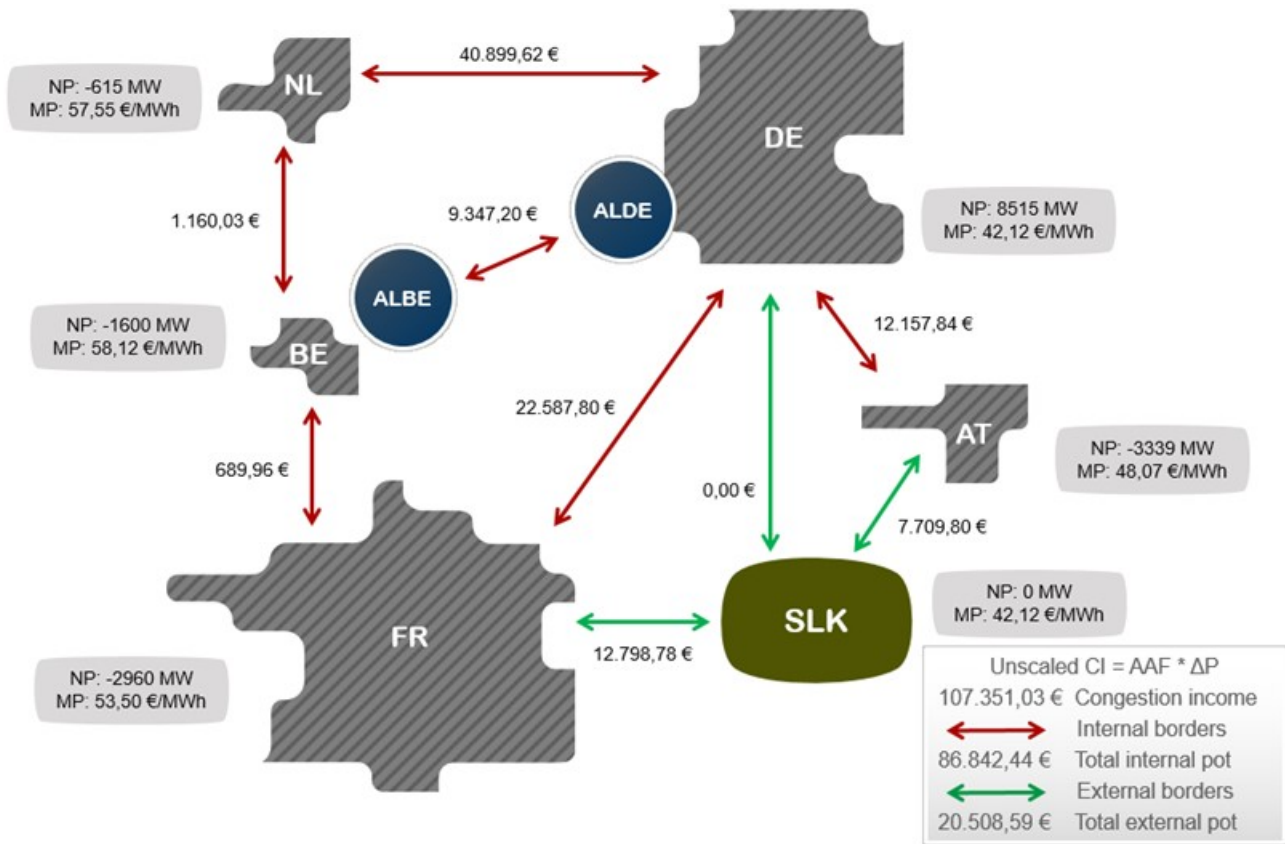 40.899,62 €
NL
NP: -615 MW
MP: 57,55 €/MWh
DE
ALDE
9.347,20 €
1.160,03 €
NP: 8515 MW
MP: 42,12 €/MWh
ALBE
NP: -1600 MW
MP: 58,12 €/MWh
BE
12.157,84 €
22.587,80 €
AT
NP: -3339 MW
MP: 48,07 €/MWh
689,96 €
0,00 €
7.709,80 €
NP: 0 MW
MP: 42,12 €/MWh
SLK
FR
12.798,78 €
NP: -2960 MW
MP: 53,50 €/MWh
Unscaled CI = AAF * ΔP
107.351,03 € Congestion income
Internal borders
86.842,44 € Total internal pot
External borders
20.508,59 € Total external pot